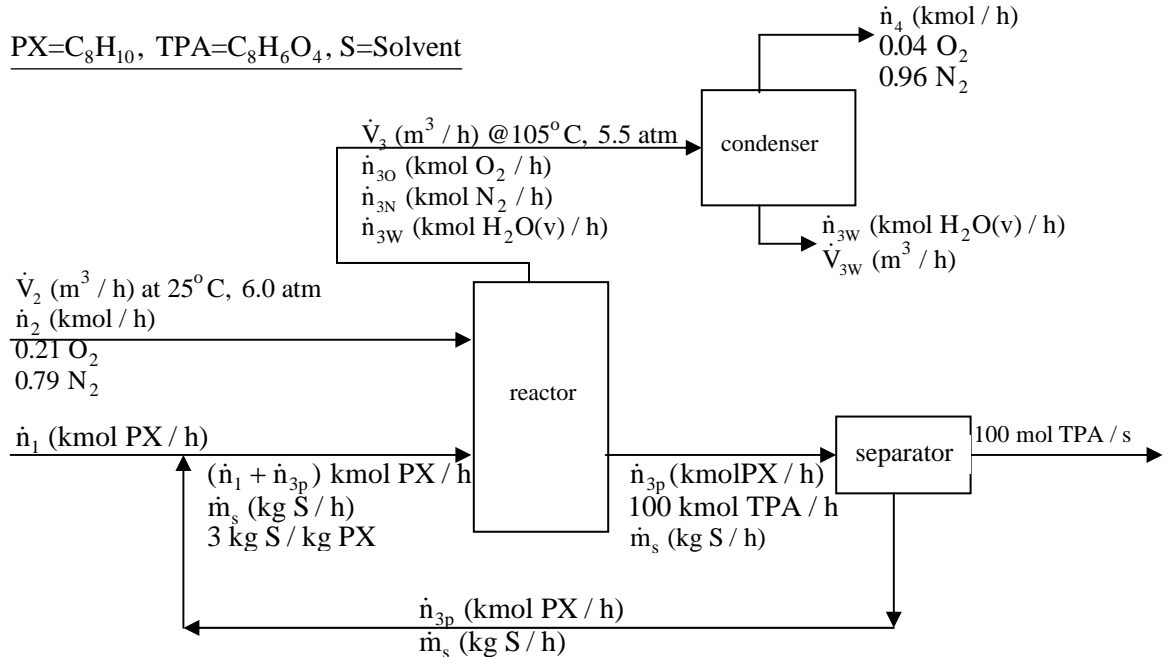 PX=C₈H₁₀, TPA=C₈H₆O₄, S=Solvent
ṅ₄ (kmol / h)
0.04 O₂
0.96 N₂
condenser
V̇₃ (m³ / h) @105°C, 5.5 atm
ṅ₃O (kmol O₂ / h)
ṅ₃N (kmol N₂ / h)
ṅ₃W (kmol H₂O(v) / h)
ṅ₃W (kmol H₂O(v) / h)
V̇₃W (m³ / h)
V̇₂ (m³ / h) at 25°C, 6.0 atm
ṅ₂ (kmol / h)
0.21 O₂
0.79 N₂
reactor
ṅ₁ (kmol PX / h)
(ṅ₁ + ṅ₃p) kmol PX / h
ṁₛ (kg S / h)
3 kg S / kg PX
separator
100 mol TPA / s
ṅ₃p (kmolPX / h)
100 kmol TPA / h
ṁₛ (kg S / h)
ṅ₃p (kmol PX / h)
ṁₛ (kg S / h)